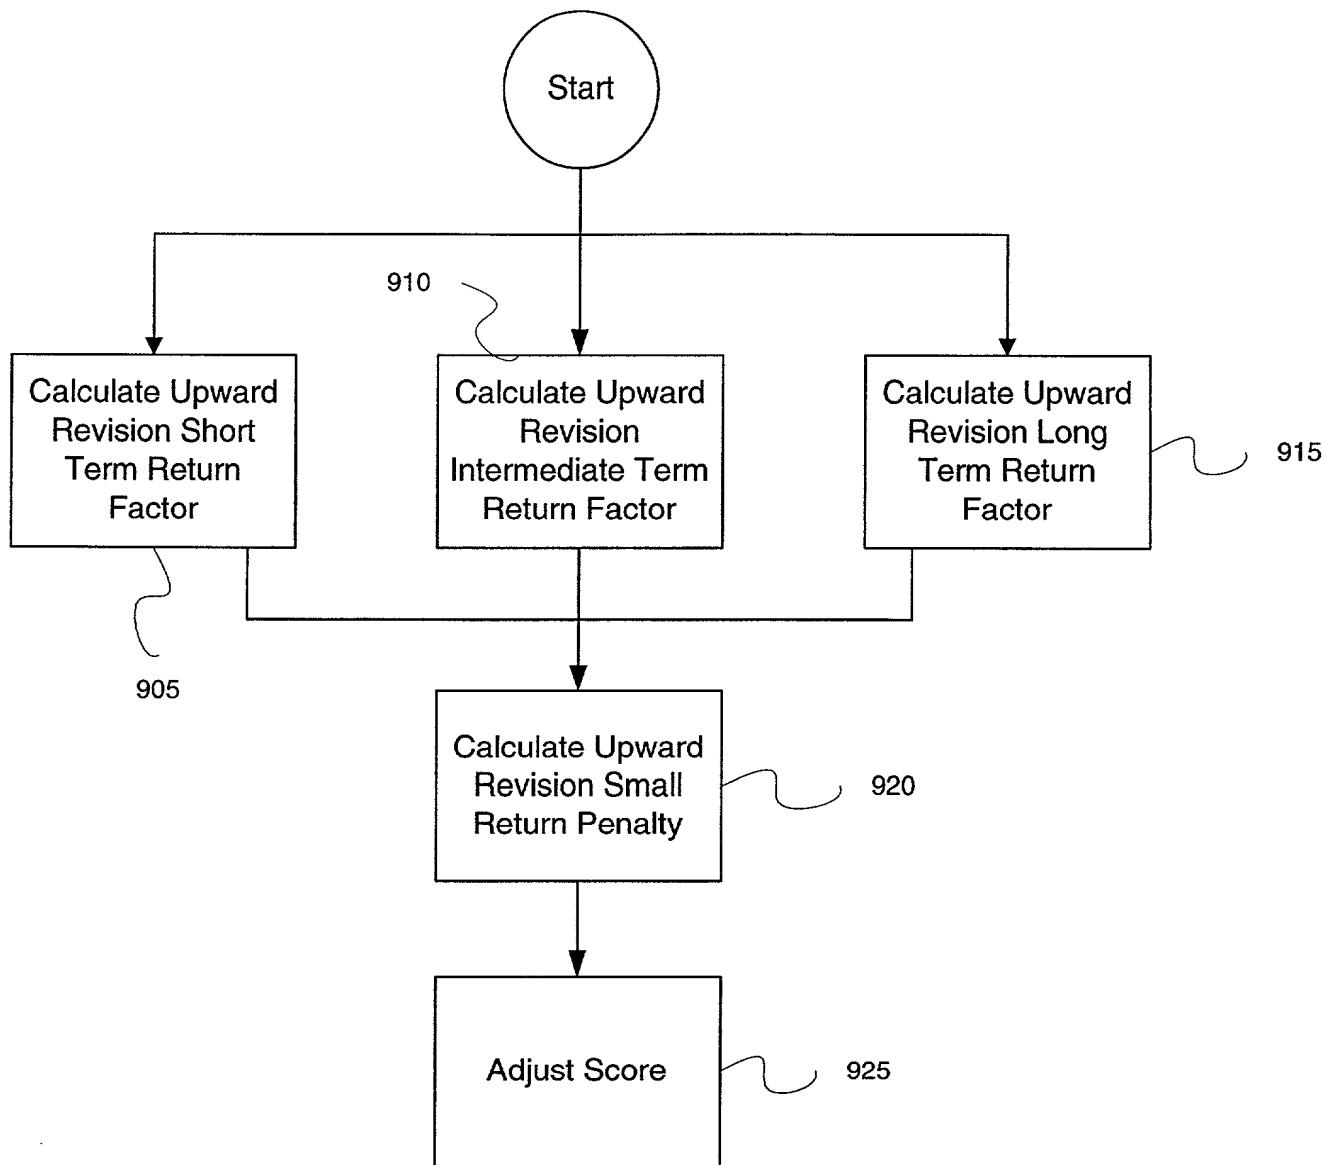 Start
910
Calculate Upward
Revision Short
Term Return
Factor
Calculate Upward
Revision
Intermediate Term
Return Factor
Calculate Upward
Revision Long
Term Return
Factor
915
905
Calculate Upward
Revision Small
Return Penalty
920
Adjust Score
925